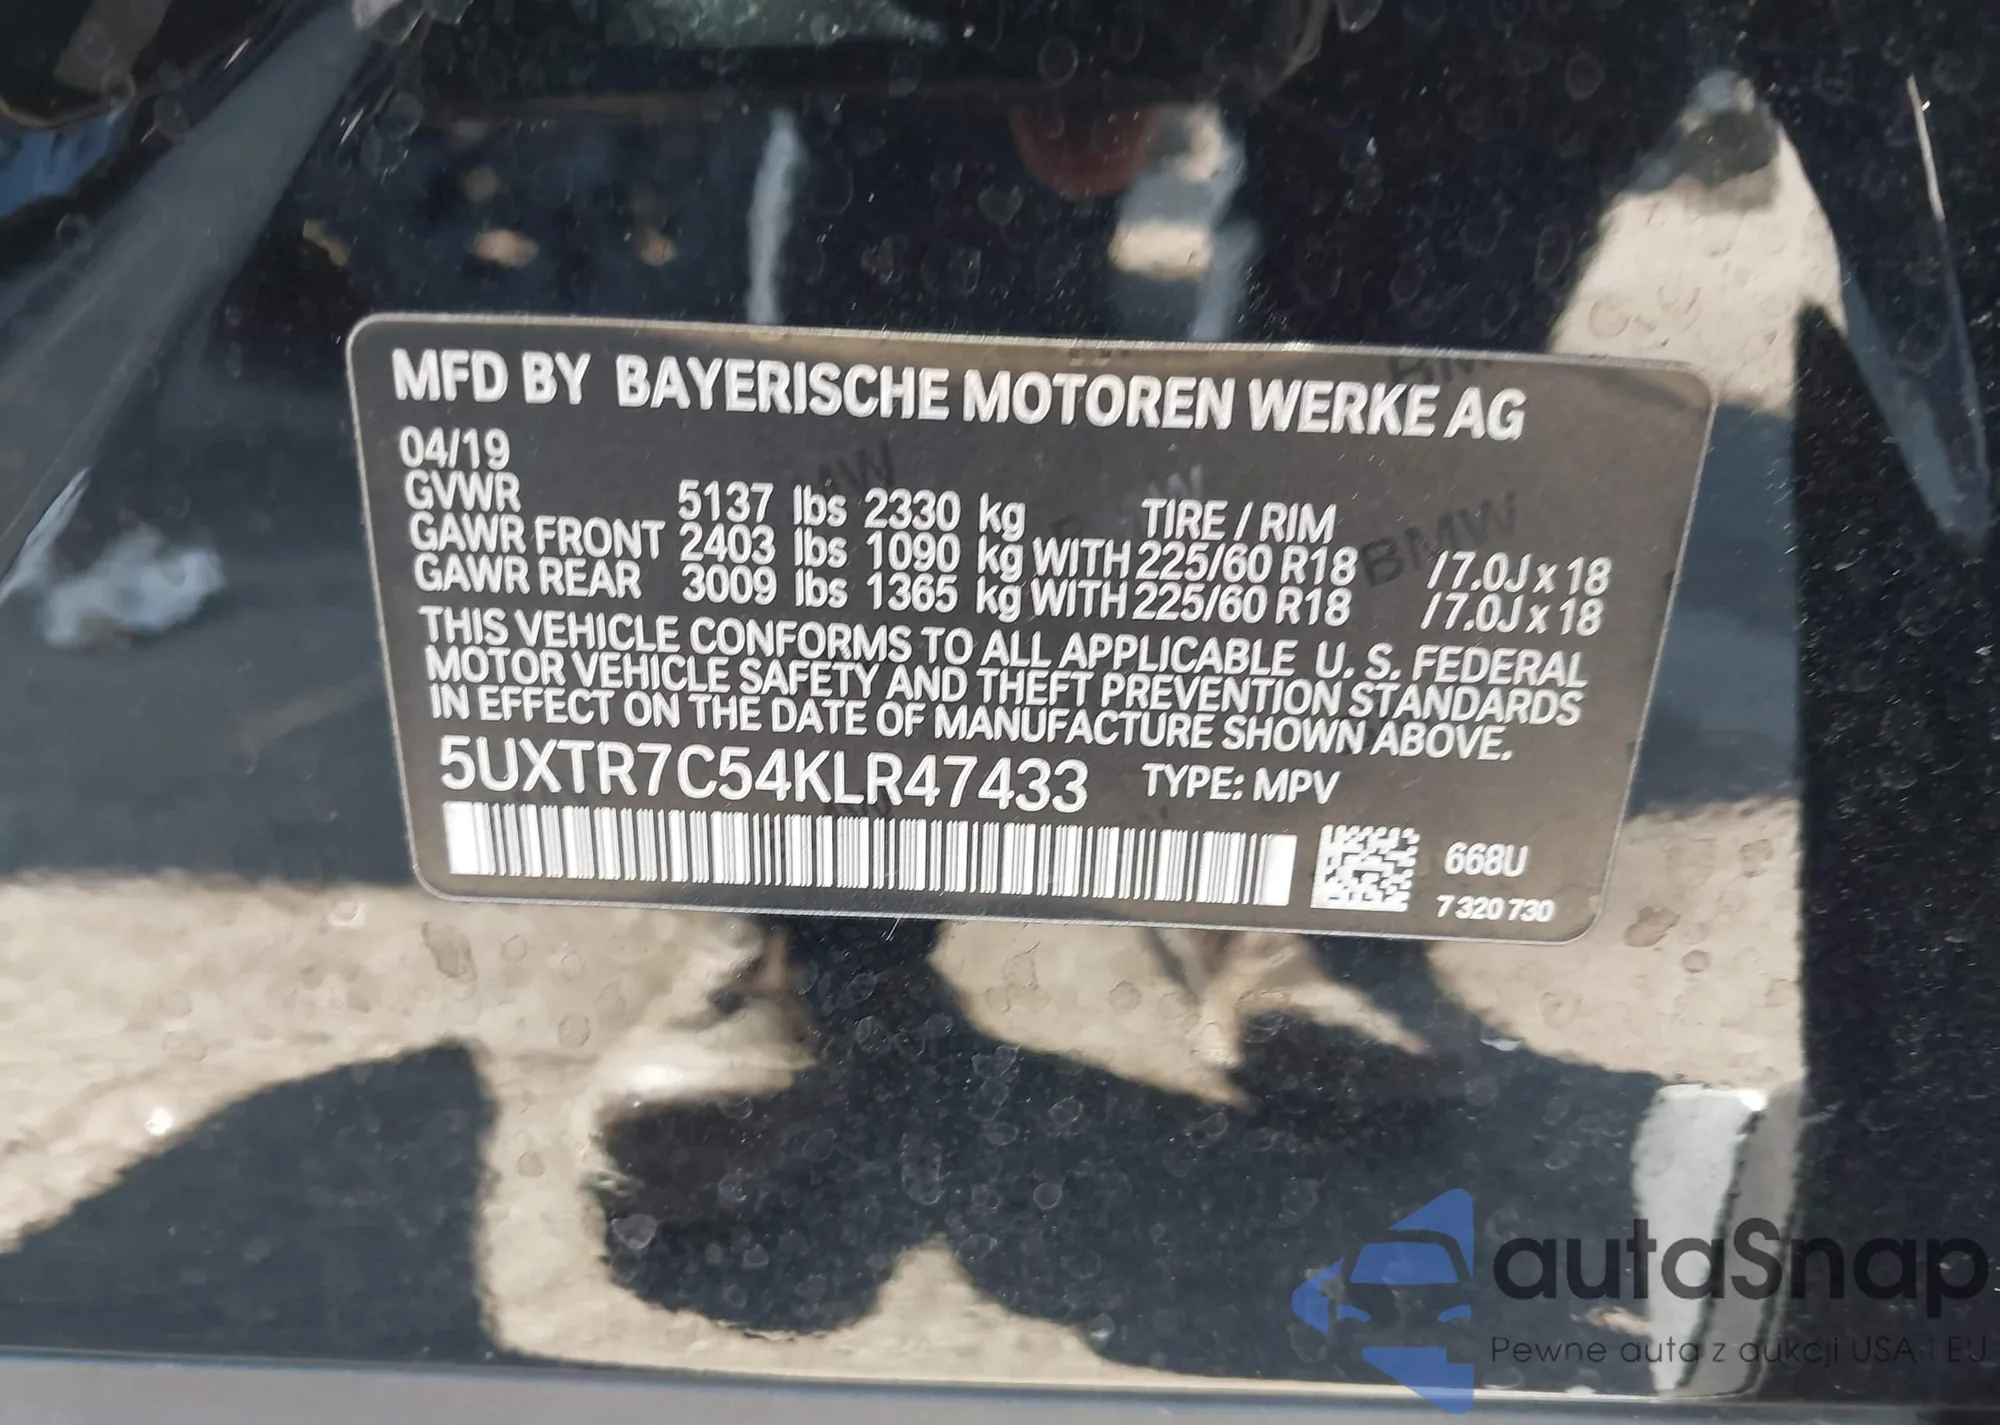 MFD BY BAYERISCHE MOTOREN WERKE AG
04/19
GVWR 5137 lbs 2330 kg TIRE / RIM
GAWR FRONT 2403 lbs 1090 kg WITH 225/60 R18 /7.0J x 18
GAWR REAR 3009 lbs 1365 kg WITH 225/60 R18 /7.0J x 18
THIS VEHICLE CONFORMS TO ALL APPLICABLE U. S. FEDERAL
MOTOR VEHICLE SAFETY AND THEFT PREVENTION STANDARDS
IN EFFECT ON THE DATE OF MANUFACTURE SHOWN ABOVE.
5UXTR7C54KLR47433 TYPE: MPV
668U
7 320 730
autaSnap
Pewne auta z aukcji USA i EU